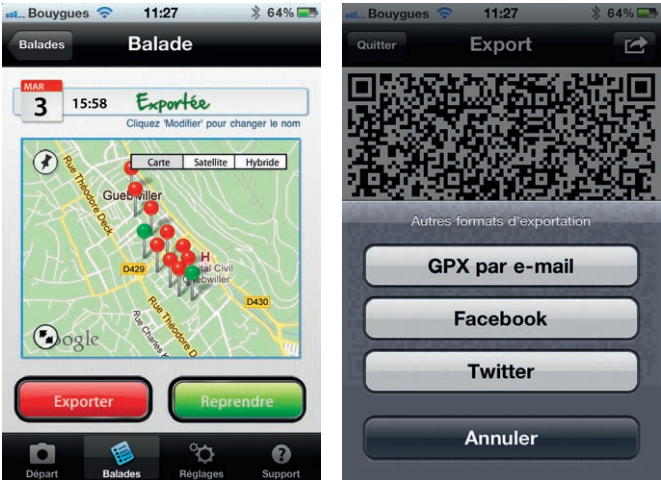 Bouygues 11:27 64%
Balades Balade
MAR
3 15:58 Exportée
Cliquez 'Modifier' pour changer le nom
Carte Satellite Hybride
Rue Théodore Deck
Guebwiller
H
D429
D430
Rue Théodore D
Rue Charles K
Exporter Reprendre
Départ Balades Réglages Support
Bouygues 11:27 64%
Quitter Export
Autres formats d'exportation
GPX par e-mail
Facebook
Twitter
Annuler